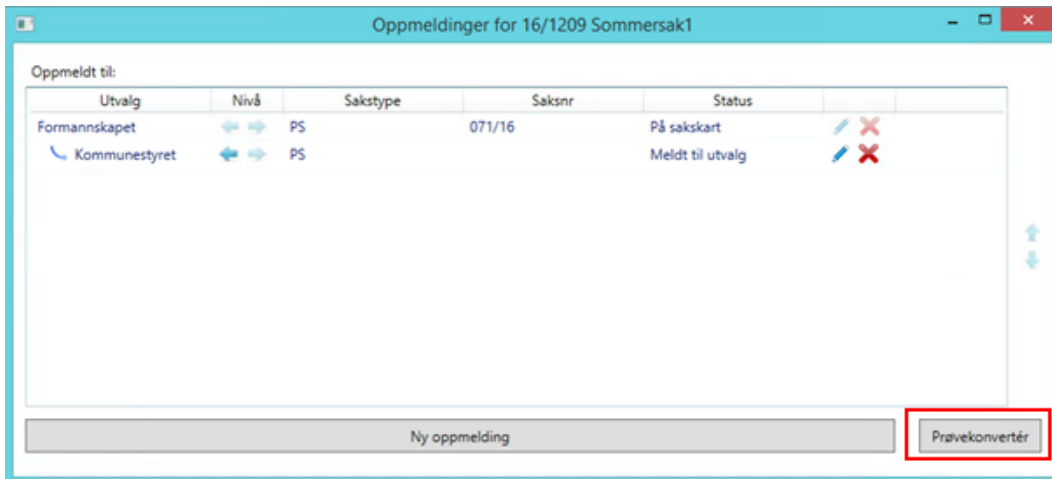 Oppmeldinger for 16/1209 Sommersak1
Oppmeldt til:
Utvalg Nivå Sakstype Saksnr Status
Formannskapet PS 071/16 På sakskart
Kommunestyret PS Meldt til utvalg
Ny oppmelding Prøvekonvertér